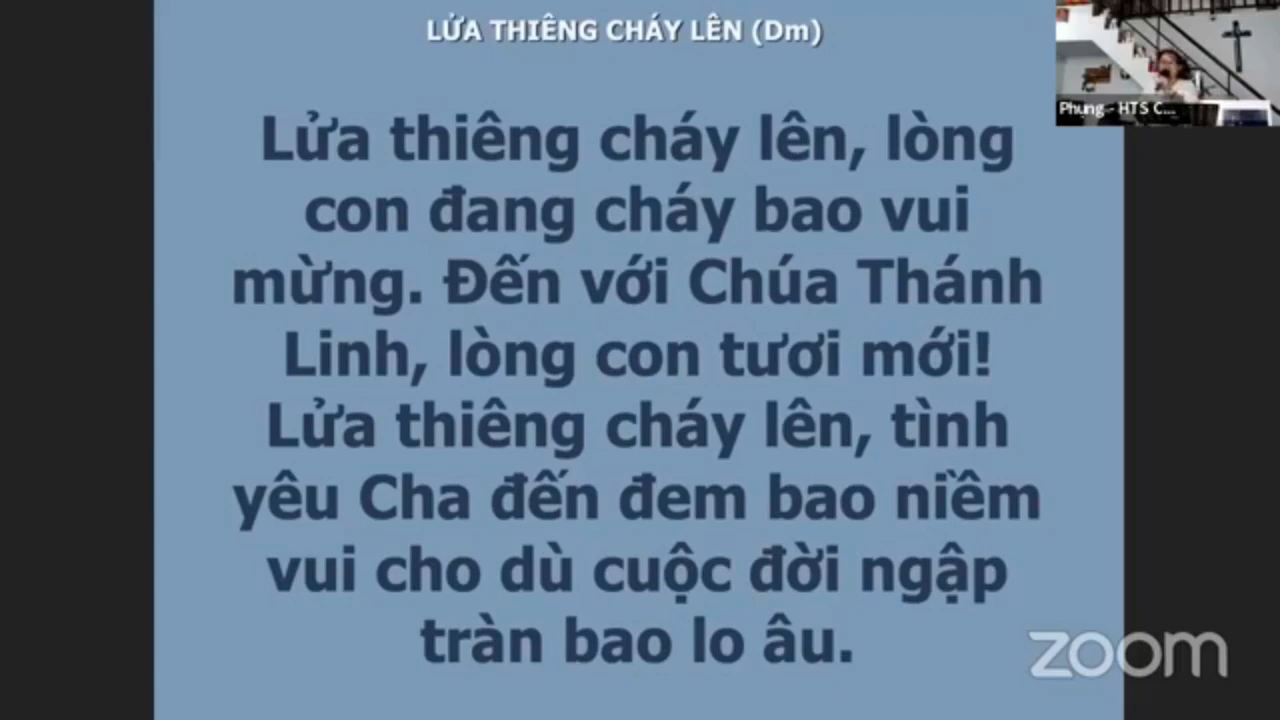 LỬA THIÊNG CHÁY LÊN (Dm)
Lửa thiêng cháy lên, lòng
con đang cháy bao vui
mừng. Đến với Chúa Thánh
Linh, lòng con tươi mới!
Lửa thiêng cháy lên, tình
yêu Cha đến đem bao niềm
vui cho dù cuộc đời ngập
tràn bao lo âu.
Phung - HTS C...
zoom